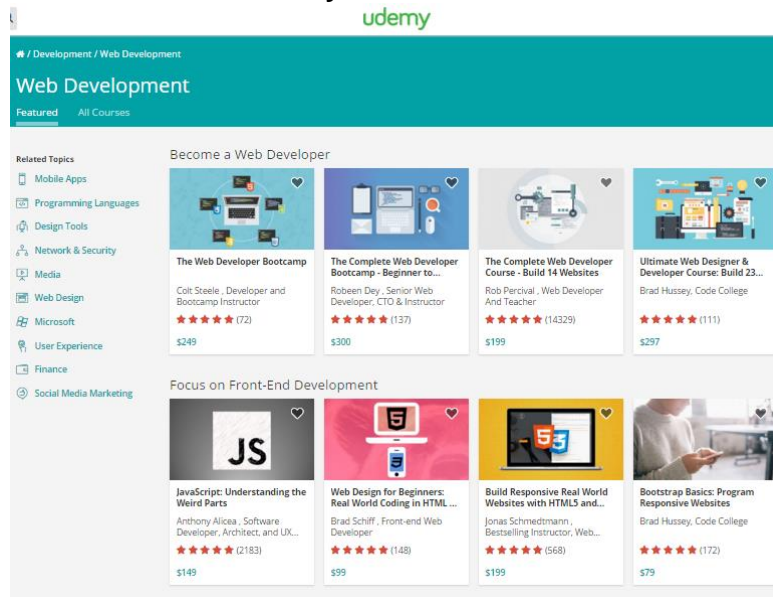 udemy
/ Development / Web Development
Web Development
Featured All Courses
Related Topics
Mobile Apps
Programming Languages
Design Tools
Network & Security
Media
Web Design
Microsoft
User Experience
Finance
Social Media Marketing
Become a Web Developer
The Web Developer Bootcamp
Colt Steele , Developer and
Bootcamp Instructor
(72)
$249
The Complete Web Developer
Bootcamp - Beginner to...
Robeen Dey , Senior Web
Developer, CTO & Instructor
(137)
$300
The Complete Web Developer
Course - Build 14 Websites
Rob Percival , Web Developer
And Teacher
(14329)
$199
Ultimate Web Designer &
Developer Course: Build 23...
Brad Hussey, Code College
(111)
$297
Focus on Front-End Development
JS
JavaScript: Understanding the
Weird Parts
Anthony Alicea , Software
Developer, Architect, and UX...
(2183)
$149
5
5
Web Design for Beginners:
Real World Coding in HTML ...
Brad Schiff , Front-end Web
Developer
(148)
$99
5 3
Build Responsive Real World
Websites with HTML5 and...
Jonas Schmedtmann ,
Bestselling Instructor, Web...
(568)
$199
Bootstrap Basics: Program
Responsive Websites
Brad Hussey, Code College
(172)
$79